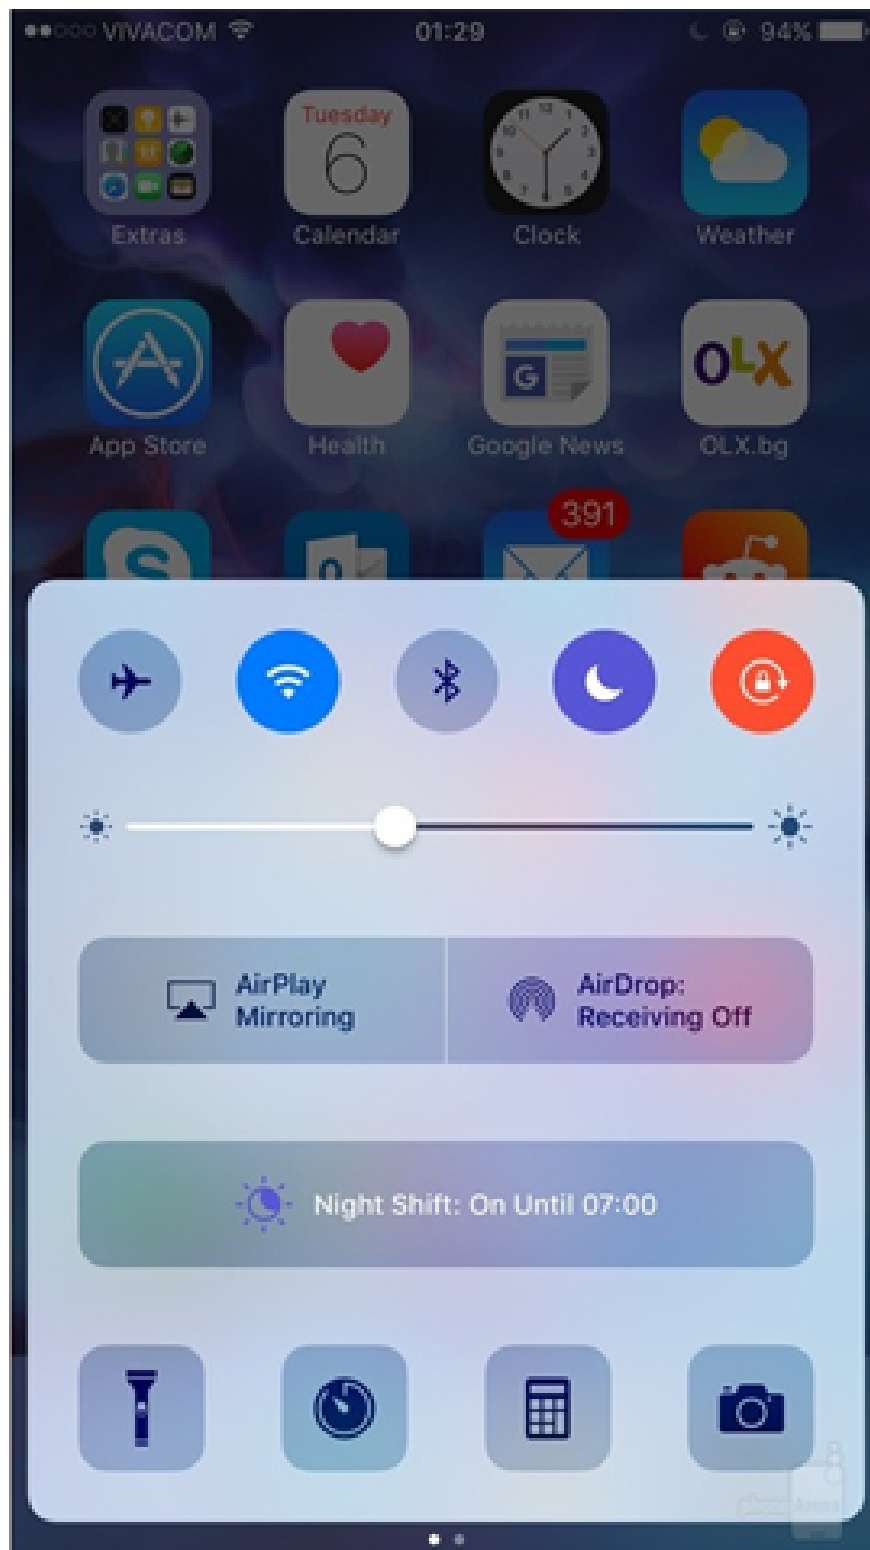 VIVACOM 01:29 94%
Tuesday
6
Extras Calendar Clock Weather
G OLX
App Store Health Google News OLX.bg
391
AirPlay AirDrop:
Mirroring Receiving Off
Night Shift: On Until 07:00
phoneArena